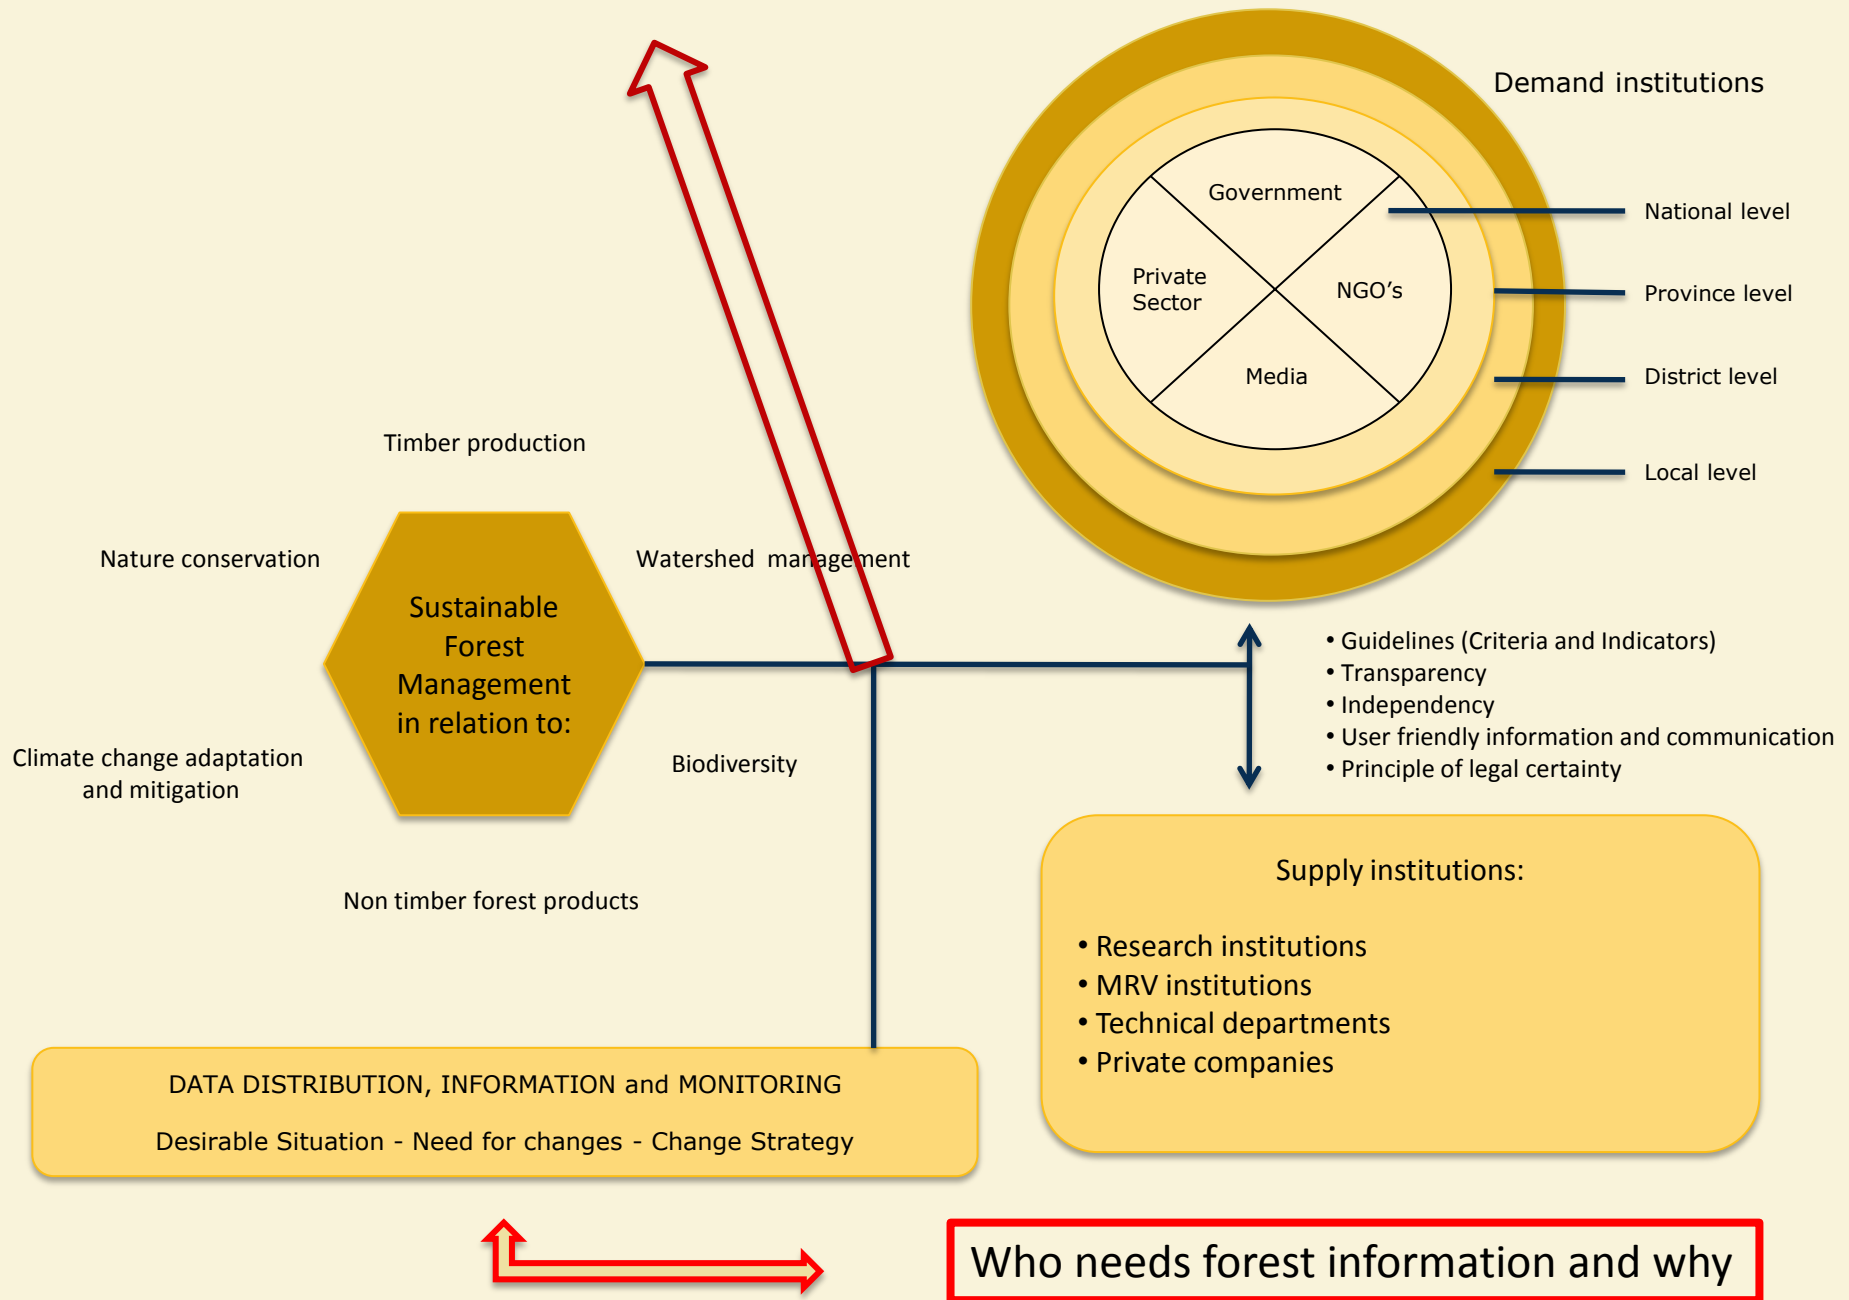 Demand institutions
Government
Private
Sector
NGO's
Media
National level
Province level
District level
Local level
Timber production
Nature conservation
Watershed management
Sustainable
Forest
Management
in relation to:
Climate change adaptation
and mitigation
Biodiversity
Non timber forest products
• Guidelines (Criteria and Indicators)
• Transparency
• Independency
• User friendly information and communication
• Principle of legal certainty
Supply institutions:
• Research institutions
• MRV institutions
• Technical departments
• Private companies
DATA DISTRIBUTION, INFORMATION and MONITORING
Desirable Situation - Need for changes - Change Strategy
Who needs forest information and why